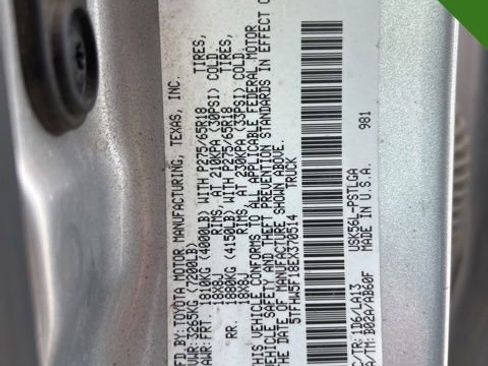 MFD BY:TOYOTA MOTOR MANUFACTURING, TEXAS, INC.
GVWR:3265KG (7200LB)
GAWR:FRT. 1810KG (4000LB) WITH P275/65R18 TIRES,
18X8J RIMS, AT 210KPA (30PSI) COLD
RR. 1880KG (4150LB) WITH P275/65R18 TIRES,
18X8J RIMS, AT 230KPA (33PSI) COLD
THIS VEHICLE CONFORMS TO ALL APPLICABLE FEDERAL MOTOR
VEHICLE SAFETY AND THEFT PREVENTION STANDARDS IN EFFECT
THE DATE OF MANUFACTURE SHOWN ABOVE.
5TFHW5F18EX370514 TRUCK
981
C/TR: 1D6/LA13 USK56L-PSTLGA
A/TM: B02A/AB60F MADE IN U.S.A.